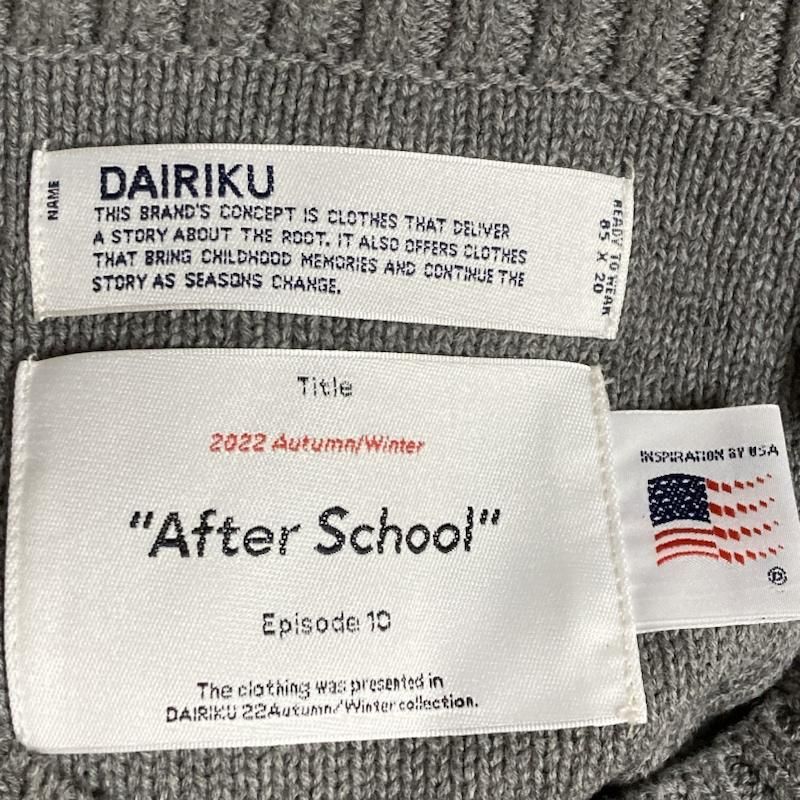 NAME
DAIRIKU
THIS BRAND'S CONCEPT IS CLOTHES THAT DELIVER
A STORY ABOUT THE ROOT. IT ALSO OFFERS CLOTHES
THAT BRING CHILDHOOD MEMORIES AND CONTINUE THE
STORY AS SEASONS CHANGE.
READY TO WEAR
85 X 20
Title
2022 Autumn/Winter
"After School"
Episode 10
The clothing was presented in
DAIRIKU 22Autumn/Winter collection.
INSPIRATION BY USA
Ⓓ